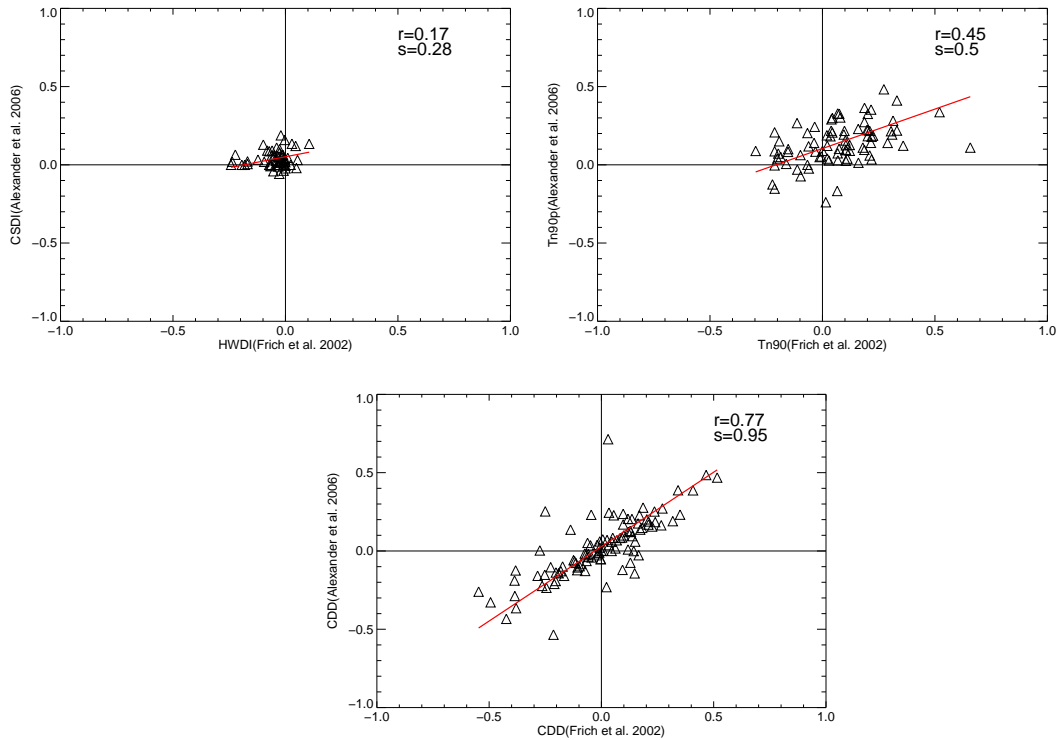 1.0
r=0.17
s=0.28
0.5
CSDI(Alexander et al. 2006)
0.0
−0.5
−1.0
−1.0
−0.5
0.0
0.5
1.0
HWDI(Frich et al. 2002)
1.0
r=0.45
s=0.5
0.5
Tn90p(Alexander et al. 2006)
0.0
−0.5
−1.0
−1.0
−0.5
0.0
0.5
1.0
Tn90(Frich et al. 2002)
1.0
r=0.77
s=0.95
0.5
CDD(Alexander et al. 2006)
0.0
−0.5
−1.0
−1.0
−0.5
0.0
0.5
1.0
CDD(Frich et al. 2002)